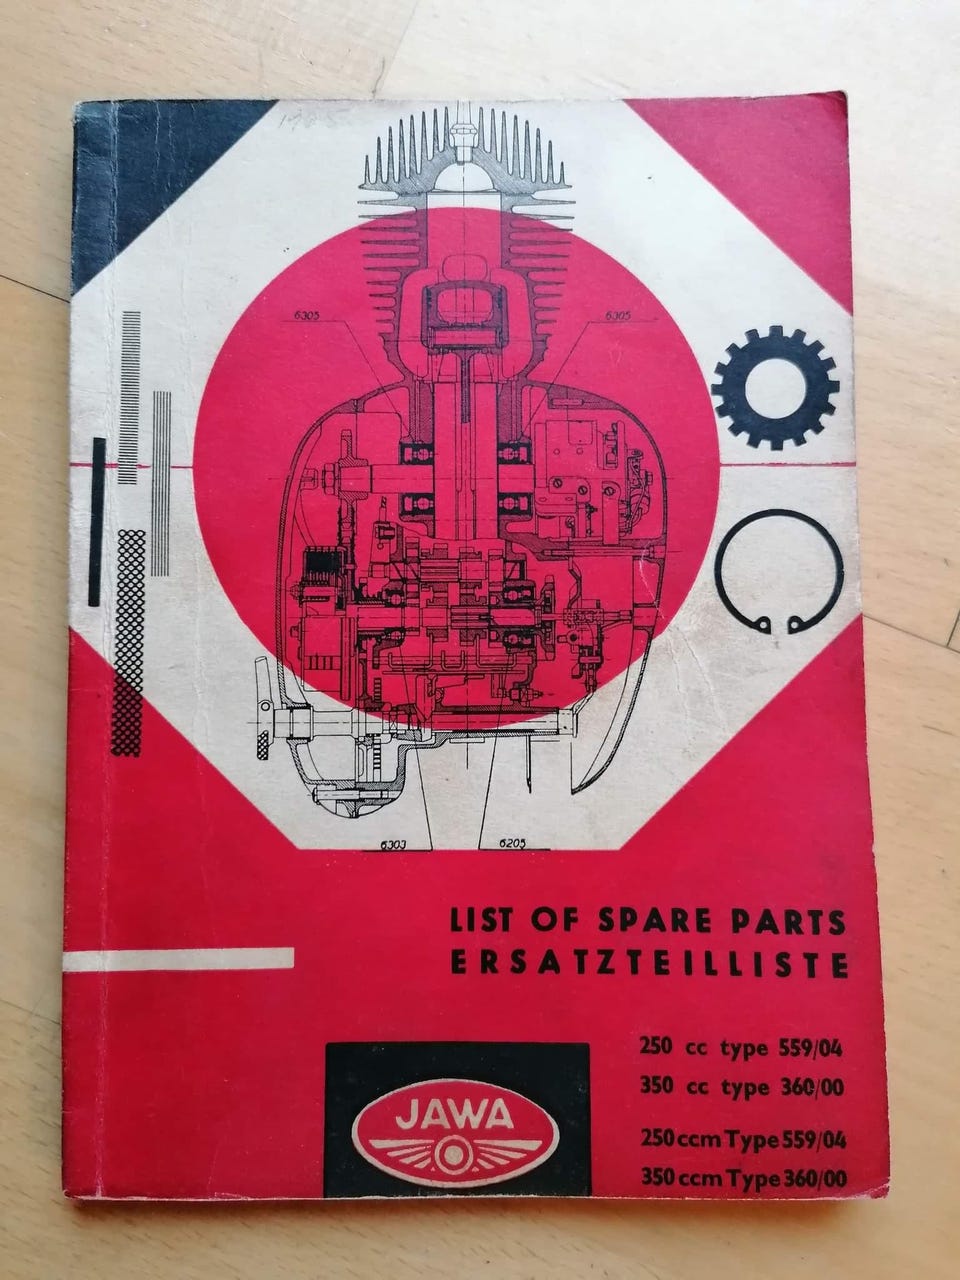 6305
6305
6303
6205
LIST OF SPARE PARTS
ERSATZTEILLISTE
250 cc type 559/04
350 cc type 360/00
250 ccm Type 559/04
350 ccm Type 360/00
JAWA